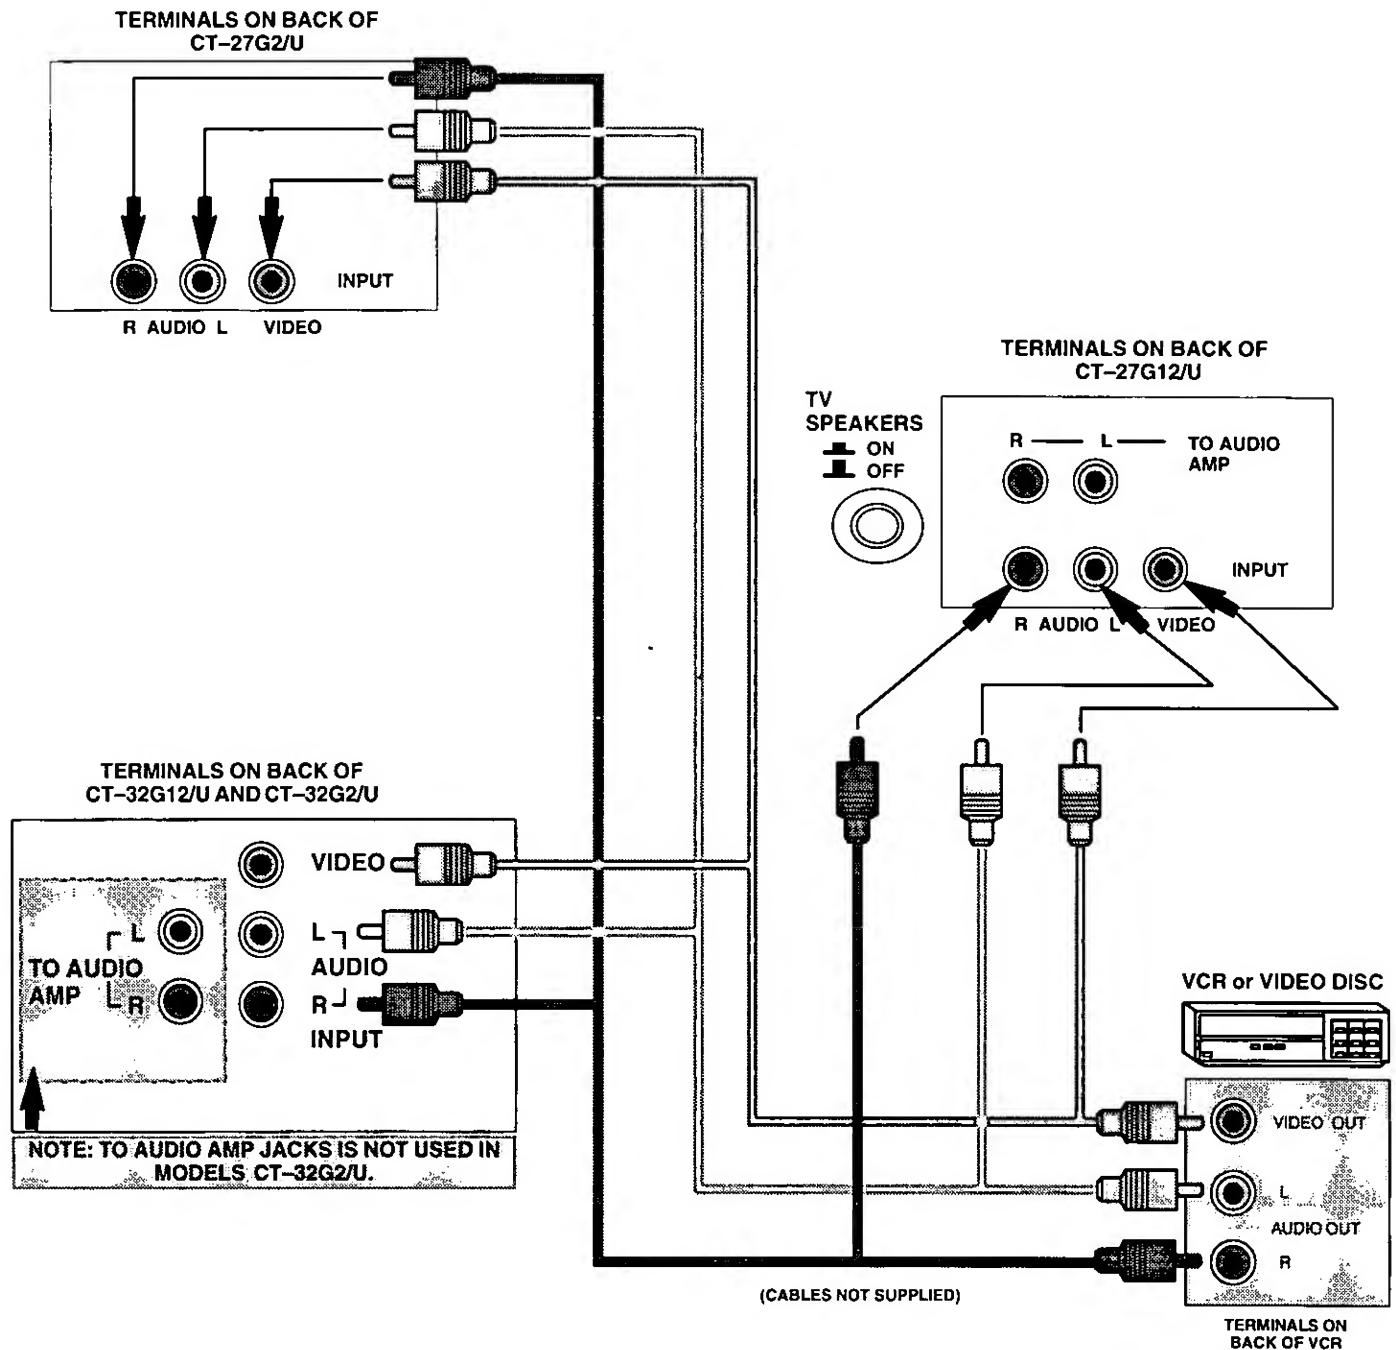 TERMINALS ON BACK OF
CT–27G2/U
INPUT
R AUDIO L VIDEO
TERMINALS ON BACK OF
CT–27G12/U
TV
SPEAKERS
ON
OFF
R L TO AUDIO
AMP
INPUT
R AUDIO L VIDEO
TERMINALS ON BACK OF
CT–32G12/U AND CT–32G2/U
VIDEO
L L
TO AUDIO AUDIO
AMP R R
INPUT
NOTE: TO AUDIO AMP JACKS IS NOT USED IN
MODELS CT–32G2/U.
VCR or VIDEO DISC
VIDEO OUT
L
AUDIO OUT
R
(CABLES NOT SUPPLIED)
TERMINALS ON
BACK OF VCR